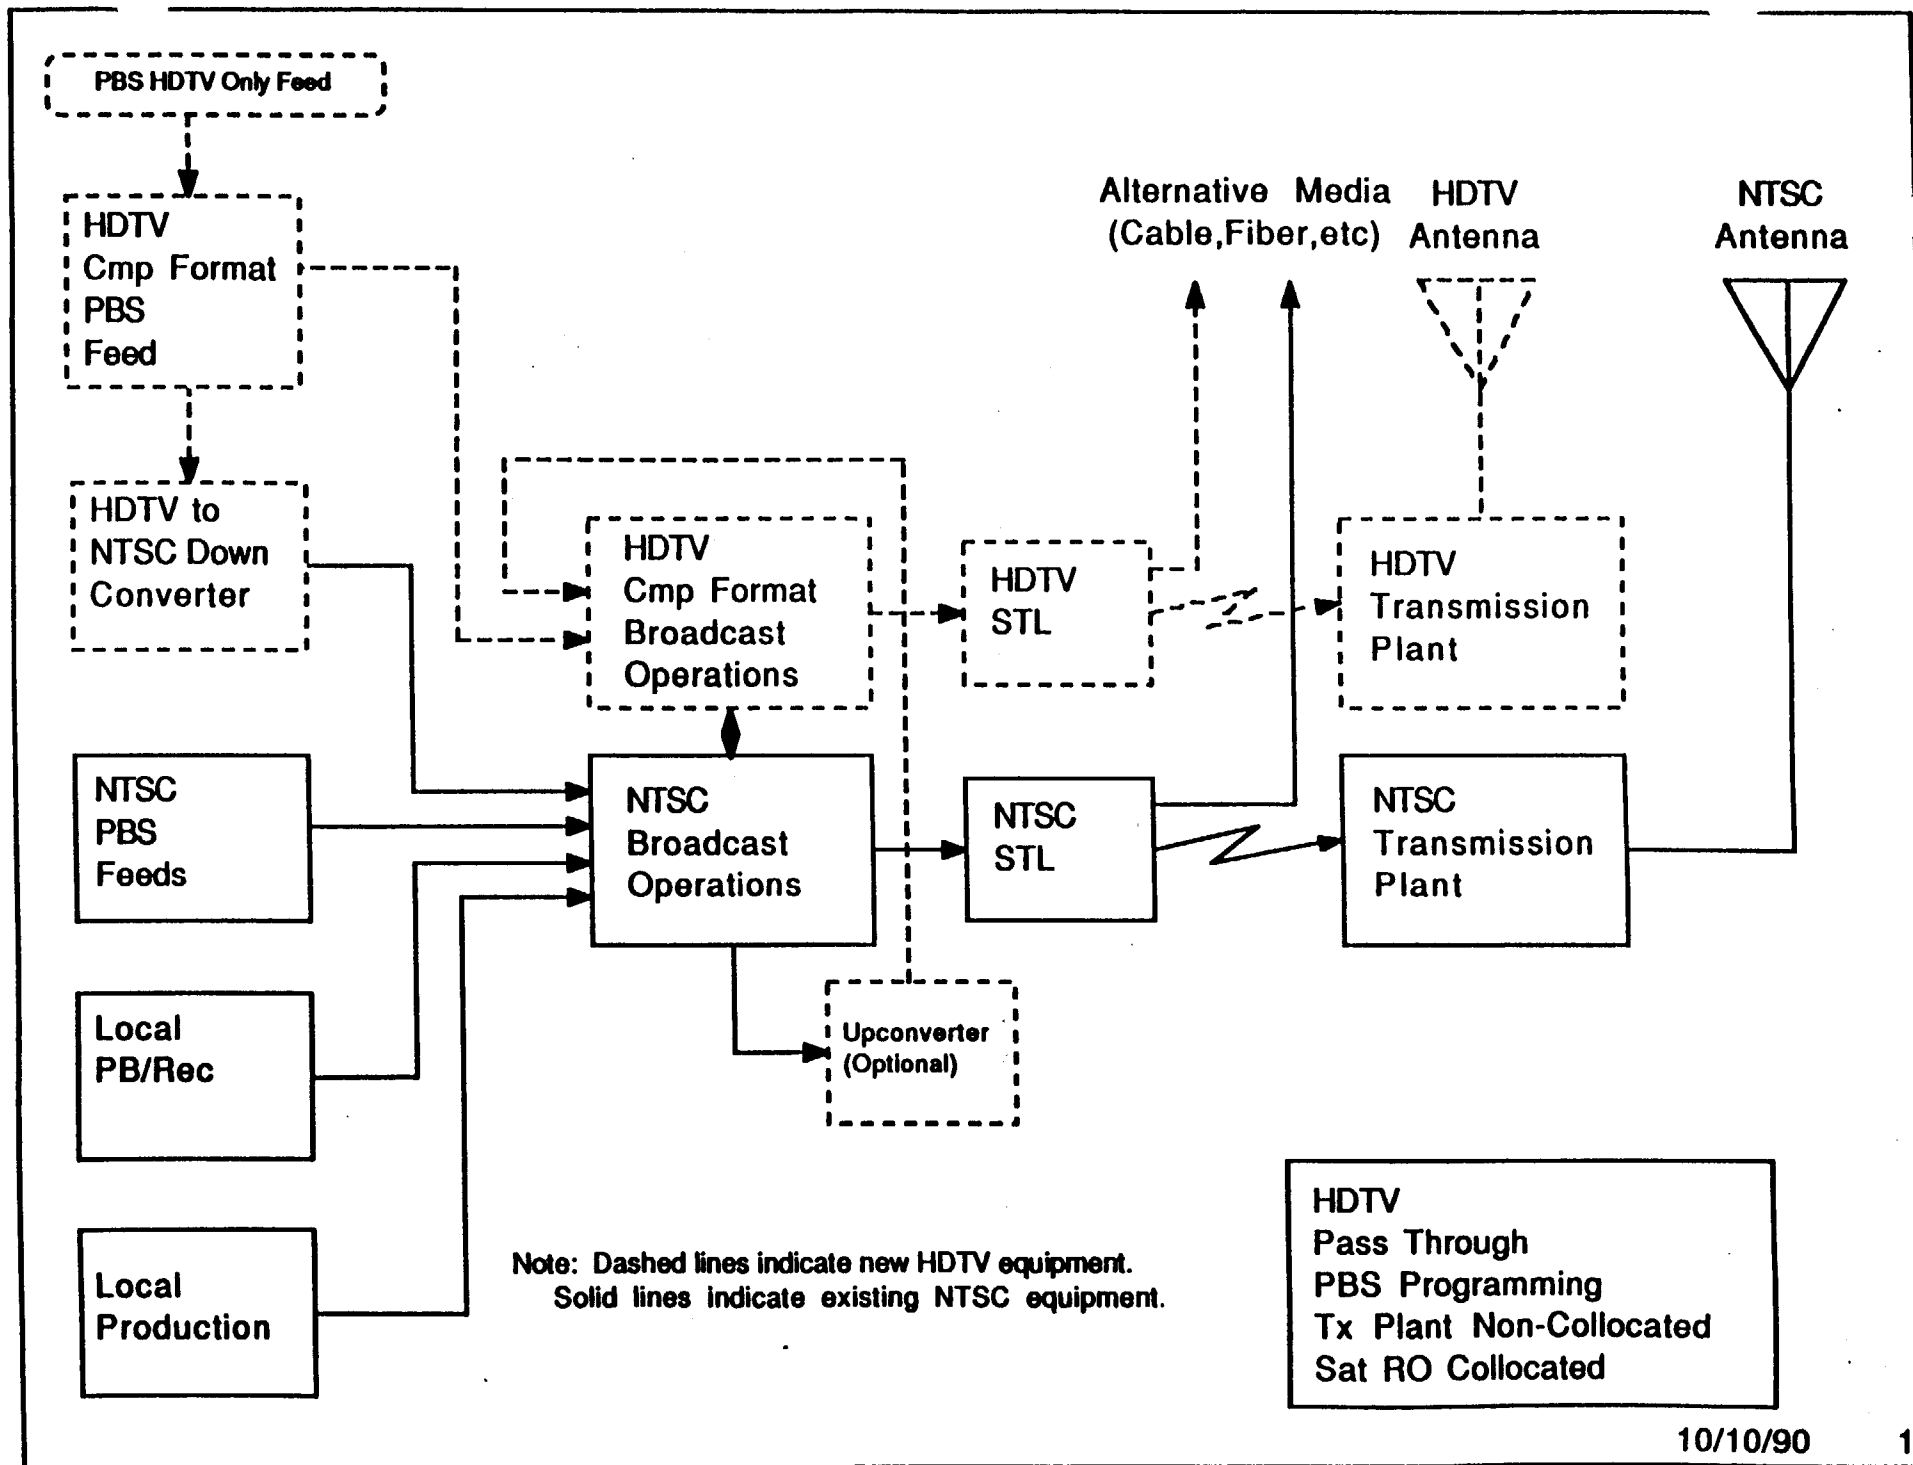 PBS HDTV Only Feed
HDTV
Cmp Format
PBS
Feed
Alternative Media
(Cable,Fiber,etc)
HDTV
Antenna
NTSC
Antenna
HDTV to
NTSC Down
Converter
HDTV
Cmp Format
Broadcast
Operations
HDTV
STL
HDTV
Transmission
Plant
NTSC
PBS
Feeds
NTSC
Broadcast
Operations
NTSC
STL
NTSC
Transmission
Plant
Local
PB/Rec
Upconverter
(Optional)
Local
Production
Note: Dashed lines indicate new HDTV equipment.
Solid lines indicate existing NTSC equipment.
HDTV
Pass Through
PBS Programming
Tx Plant Non-Collocated
Sat RO Collocated
10/10/90 1